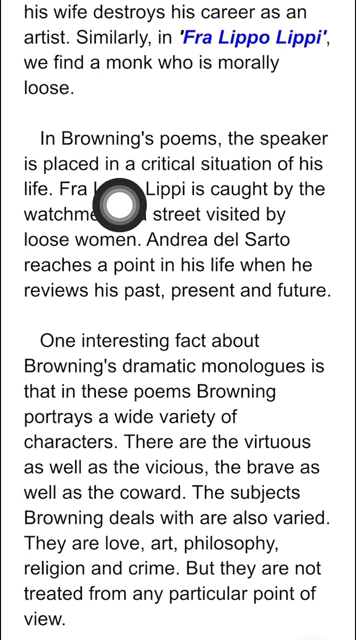 his wife destroys his career as an
artist. Similarly, in 'Fra Lippo Lippi',
we find a monk who is morally
loose.
In Browning's poems, the speaker
is placed in a critical situation of his
life. Fra Lippi is caught by the
street visited by
loose women. Andrea del Sarto
reaches a point in his life when he
reviews his past, present and future.
One interesting fact about
Browning's dramatic monologues is
that in these poems Browning
portrays a wide variety of
characters. There are the virtuous
as well as the vicious, the brave as
well as the coward. The subjects
Browning deals with are also varied.
They are love, art, philosophy,
religion and crime. But they are not
treated from any particular point of
view.